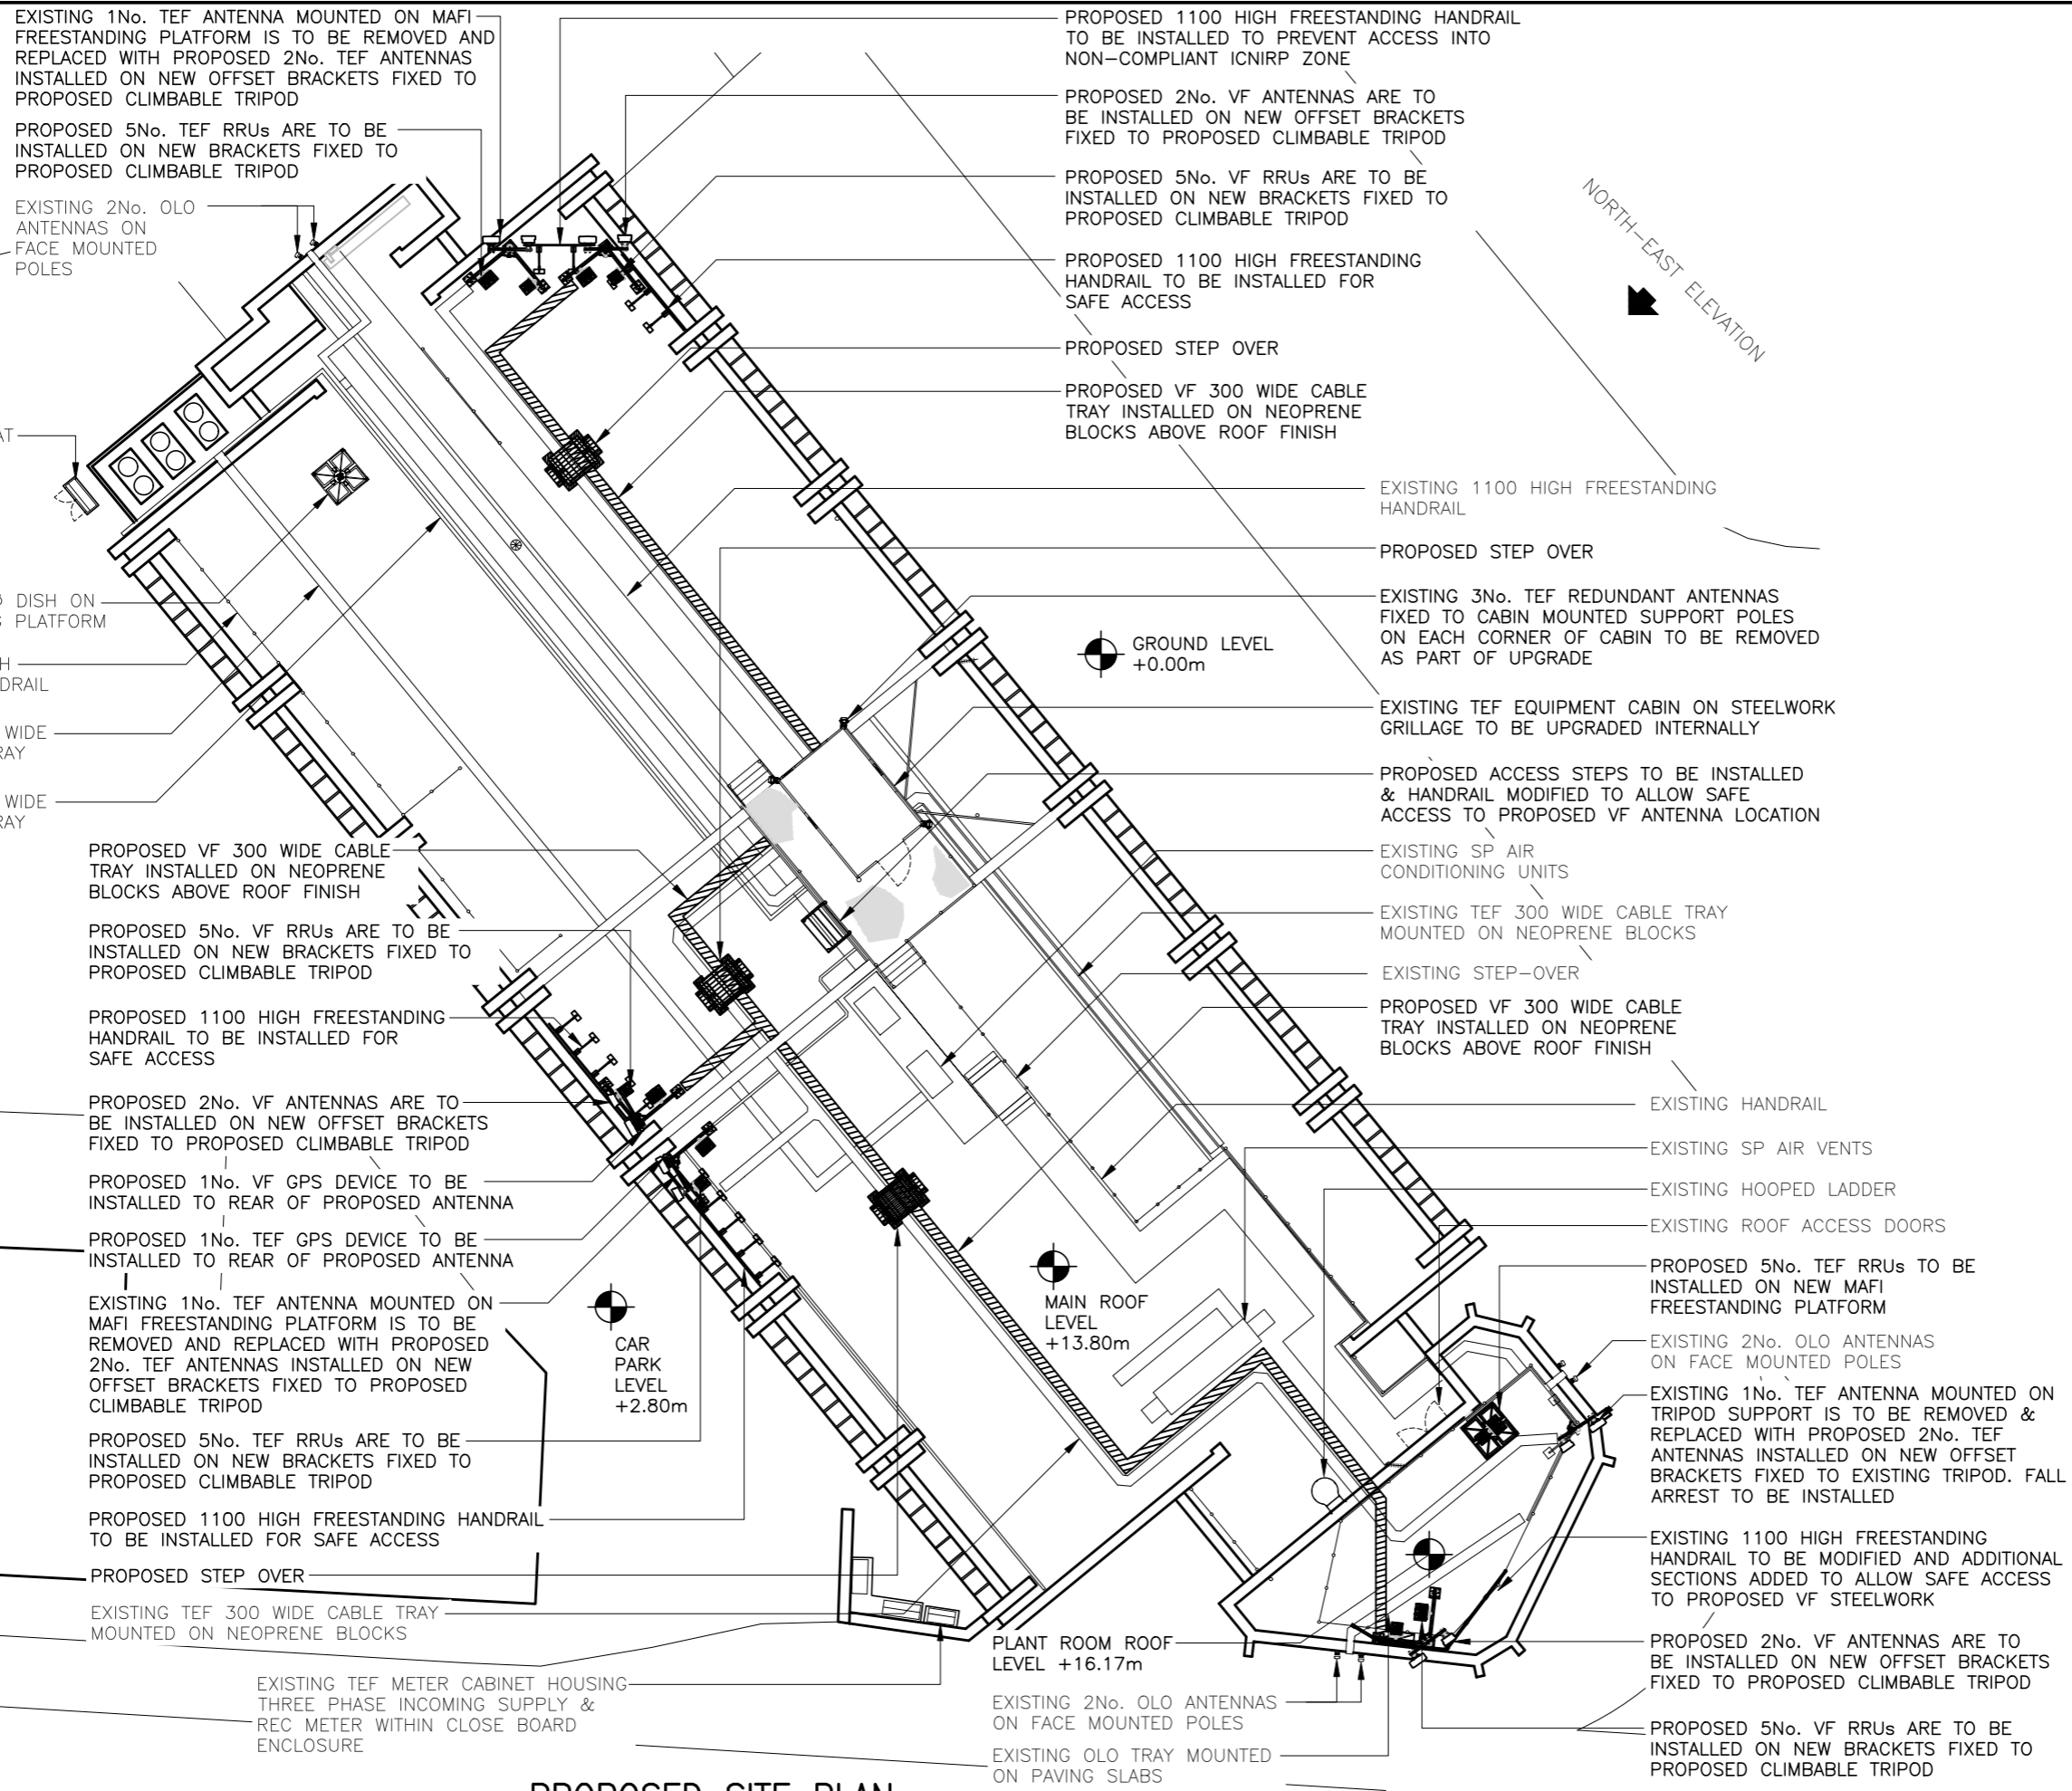 EXISTING 1No. TEF ANTENNA MOUNTED ON MAFI
FREESTANDING PLATFORM IS TO BE REMOVED AND
REPLACED WITH PROPOSED 2No. TEF ANTENNAS
INSTALLED ON NEW OFFSET BRACKETS FIXED TO
PROPOSED CLIMBABLE TRIPOD
PROPOSED 5No. TEF RRUs ARE TO BE
INSTALLED ON NEW BRACKETS FIXED TO
PROPOSED CLIMBABLE TRIPOD
EXISTING 2No. OLO
ANTENNAS ON
FACE MOUNTED
POLES
DISH ON
PLATFORM
WIDE
WIDE
PROPOSED VF 300 WIDE CABLE
TRAY INSTALLED ON NEOPRENE
BLOCKS ABOVE ROOF FINISH
PROPOSED 5No. VF RRUs ARE TO BE
INSTALLED ON NEW BRACKETS FIXED TO
PROPOSED CLIMBABLE TRIPOD
PROPOSED 1100 HIGH FREESTANDING
HANDRAIL TO BE INSTALLED FOR
SAFE ACCESS
PROPOSED 2No. VF ANTENNAS ARE TO
BE INSTALLED ON NEW OFFSET BRACKETS
FIXED TO PROPOSED CLIMBABLE TRIPOD
PROPOSED 1No. VF GPS DEVICE TO BE
INSTALLED TO REAR OF PROPOSED ANTENNA
PROPOSED 1No. TEF GPS DEVICE TO BE
INSTALLED TO REAR OF PROPOSED ANTENNA
EXISTING 1No. TEF ANTENNA MOUNTED ON
MAFI FREESTANDING PLATFORM IS TO BE
REMOVED AND REPLACED WITH PROPOSED
2No. TEF ANTENNAS INSTALLED ON NEW
OFFSET BRACKETS FIXED TO PROPOSED
CLIMBABLE TRIPOD
PROPOSED 5No. TEF RRUs ARE TO BE
INSTALLED ON NEW BRACKETS FIXED TO
PROPOSED CLIMBABLE TRIPOD
PROPOSED 1100 HIGH FREESTANDING HANDRAIL
TO BE INSTALLED FOR SAFE ACCESS
PROPOSED STEP OVER
EXISTING TEF 300 WIDE CABLE TRAY
MOUNTED ON NEOPRENE BLOCKS
EXISTING TEF METER CABINET HOUSING
THREE PHASE INCOMING SUPPLY &
REC METER WITHIN CLOSE BOARD
ENCLOSURE
CAR
PARK
LEVEL
+2.80m
MAIN ROOF
LEVEL
+13.80m
GROUND LEVEL
+0.00m
PLANT ROOM ROOF
LEVEL +16.17m
EXISTING 2No. OLO ANTENNAS
ON FACE MOUNTED POLES
EXISTING OLO TRAY MOUNTED
ON PAVING SLABS
PROPOSED 1100 HIGH FREESTANDING HANDRAIL
TO BE INSTALLED TO PREVENT ACCESS INTO
NON-COMPLIANT ICNIRP ZONE
PROPOSED 2No. VF ANTENNAS ARE TO
BE INSTALLED ON NEW OFFSET BRACKETS
FIXED TO PROPOSED CLIMBABLE TRIPOD
PROPOSED 5No. VF RRUs ARE TO BE
INSTALLED ON NEW BRACKETS FIXED TO
PROPOSED CLIMBABLE TRIPOD
PROPOSED 1100 HIGH FREESTANDING
HANDRAIL TO BE INSTALLED FOR
SAFE ACCESS
PROPOSED STEP OVER
PROPOSED VF 300 WIDE CABLE
TRAY INSTALLED ON NEOPRENE
BLOCKS ABOVE ROOF FINISH
NORTH-EAST ELEVATION
EXISTING 1100 HIGH FREESTANDING
HANDRAIL
PROPOSED STEP OVER
EXISTING 3No. TEF REDUNDANT ANTENNAS
FIXED TO CABIN MOUNTED SUPPORT POLES
ON EACH CORNER OF CABIN TO BE REMOVED
AS PART OF UPGRADE
EXISTING TEF EQUIPMENT CABIN ON STEELWORK
GRILLAGE TO BE UPGRADED INTERNALLY
PROPOSED ACCESS STEPS TO BE INSTALLED
& HANDRAIL MODIFIED TO ALLOW SAFE
ACCESS TO PROPOSED VF ANTENNA LOCATION
EXISTING SP AIR
CONDITIONING UNITS
EXISTING TEF 300 WIDE CABLE TRAY
MOUNTED ON NEOPRENE BLOCKS
EXISTING STEP-OVER
PROPOSED VF 300 WIDE CABLE
TRAY INSTALLED ON NEOPRENE
BLOCKS ABOVE ROOF FINISH
EXISTING HANDRAIL
EXISTING SP AIR VENTS
EXISTING HOOPED LADDER
EXISTING ROOF ACCESS DOORS
PROPOSED 5No. TEF RRUs TO BE
INSTALLED ON NEW MAFI
FREESTANDING PLATFORM
EXISTING 2No. OLO ANTENNAS
ON FACE MOUNTED POLES
EXISTING 1No. TEF ANTENNA MOUNTED ON
TRIPOD SUPPORT IS TO BE REMOVED &
REPLACED WITH PROPOSED 2No. TEF
ANTENNAS INSTALLED ON NEW OFFSET
BRACKETS FIXED TO EXISTING TRIPOD. FALL
ARREST TO BE INSTALLED
EXISTING 1100 HIGH FREESTANDING
HANDRAIL TO BE MODIFIED AND ADDITIONAL
SECTIONS ADDED TO ALLOW SAFE ACCESS
TO PROPOSED VF STEELWORK
PROPOSED 2No. VF ANTENNAS ARE TO
BE INSTALLED ON NEW OFFSET BRACKETS
FIXED TO PROPOSED CLIMBABLE TRIPOD
PROPOSED 5No. VF RRUs ARE TO BE
INSTALLED ON NEW BRACKETS FIXED TO
PROPOSED CLIMBABLE TRIPOD
PROPOSED SITE PLAN